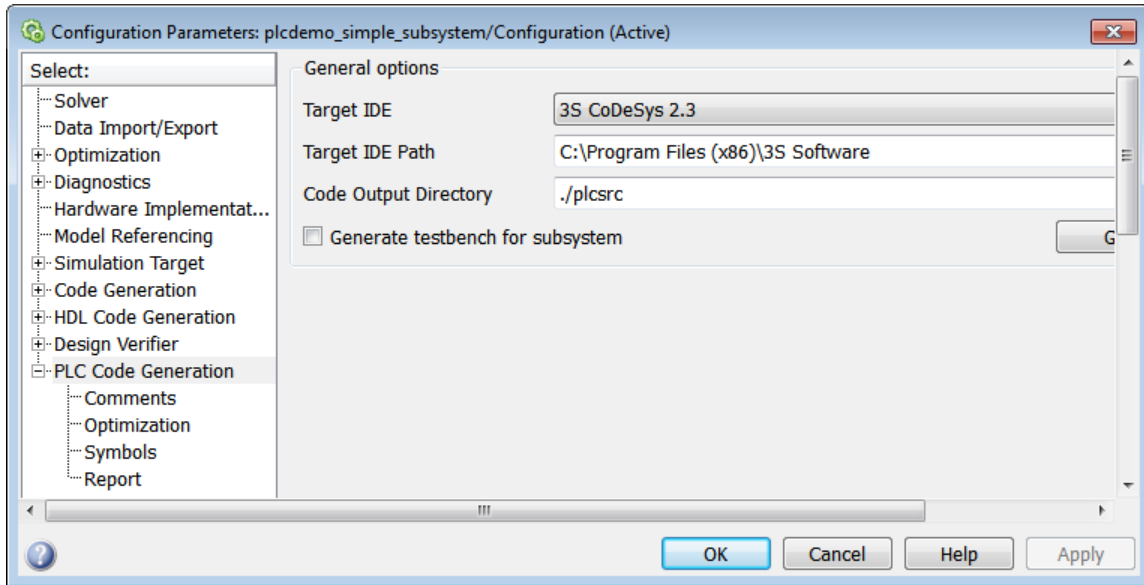 Configuration Parameters: plcdemo_simple_subsystem/Configuration (Active)
Select:
Solver
Data Import/Export
Optimization
Diagnostics
Hardware Implementat...
Model Referencing
Simulation Target
Code Generation
HDL Code Generation
Design Verifier
PLC Code Generation
Comments
Optimization
Symbols
Report
General options
Target IDE 3S CoDeSys 2.3
Target IDE Path C:\Program Files (x86)\3S Software
Code Output Directory ./plcsrc
Generate testbench for subsystem G
OK Cancel Help Apply